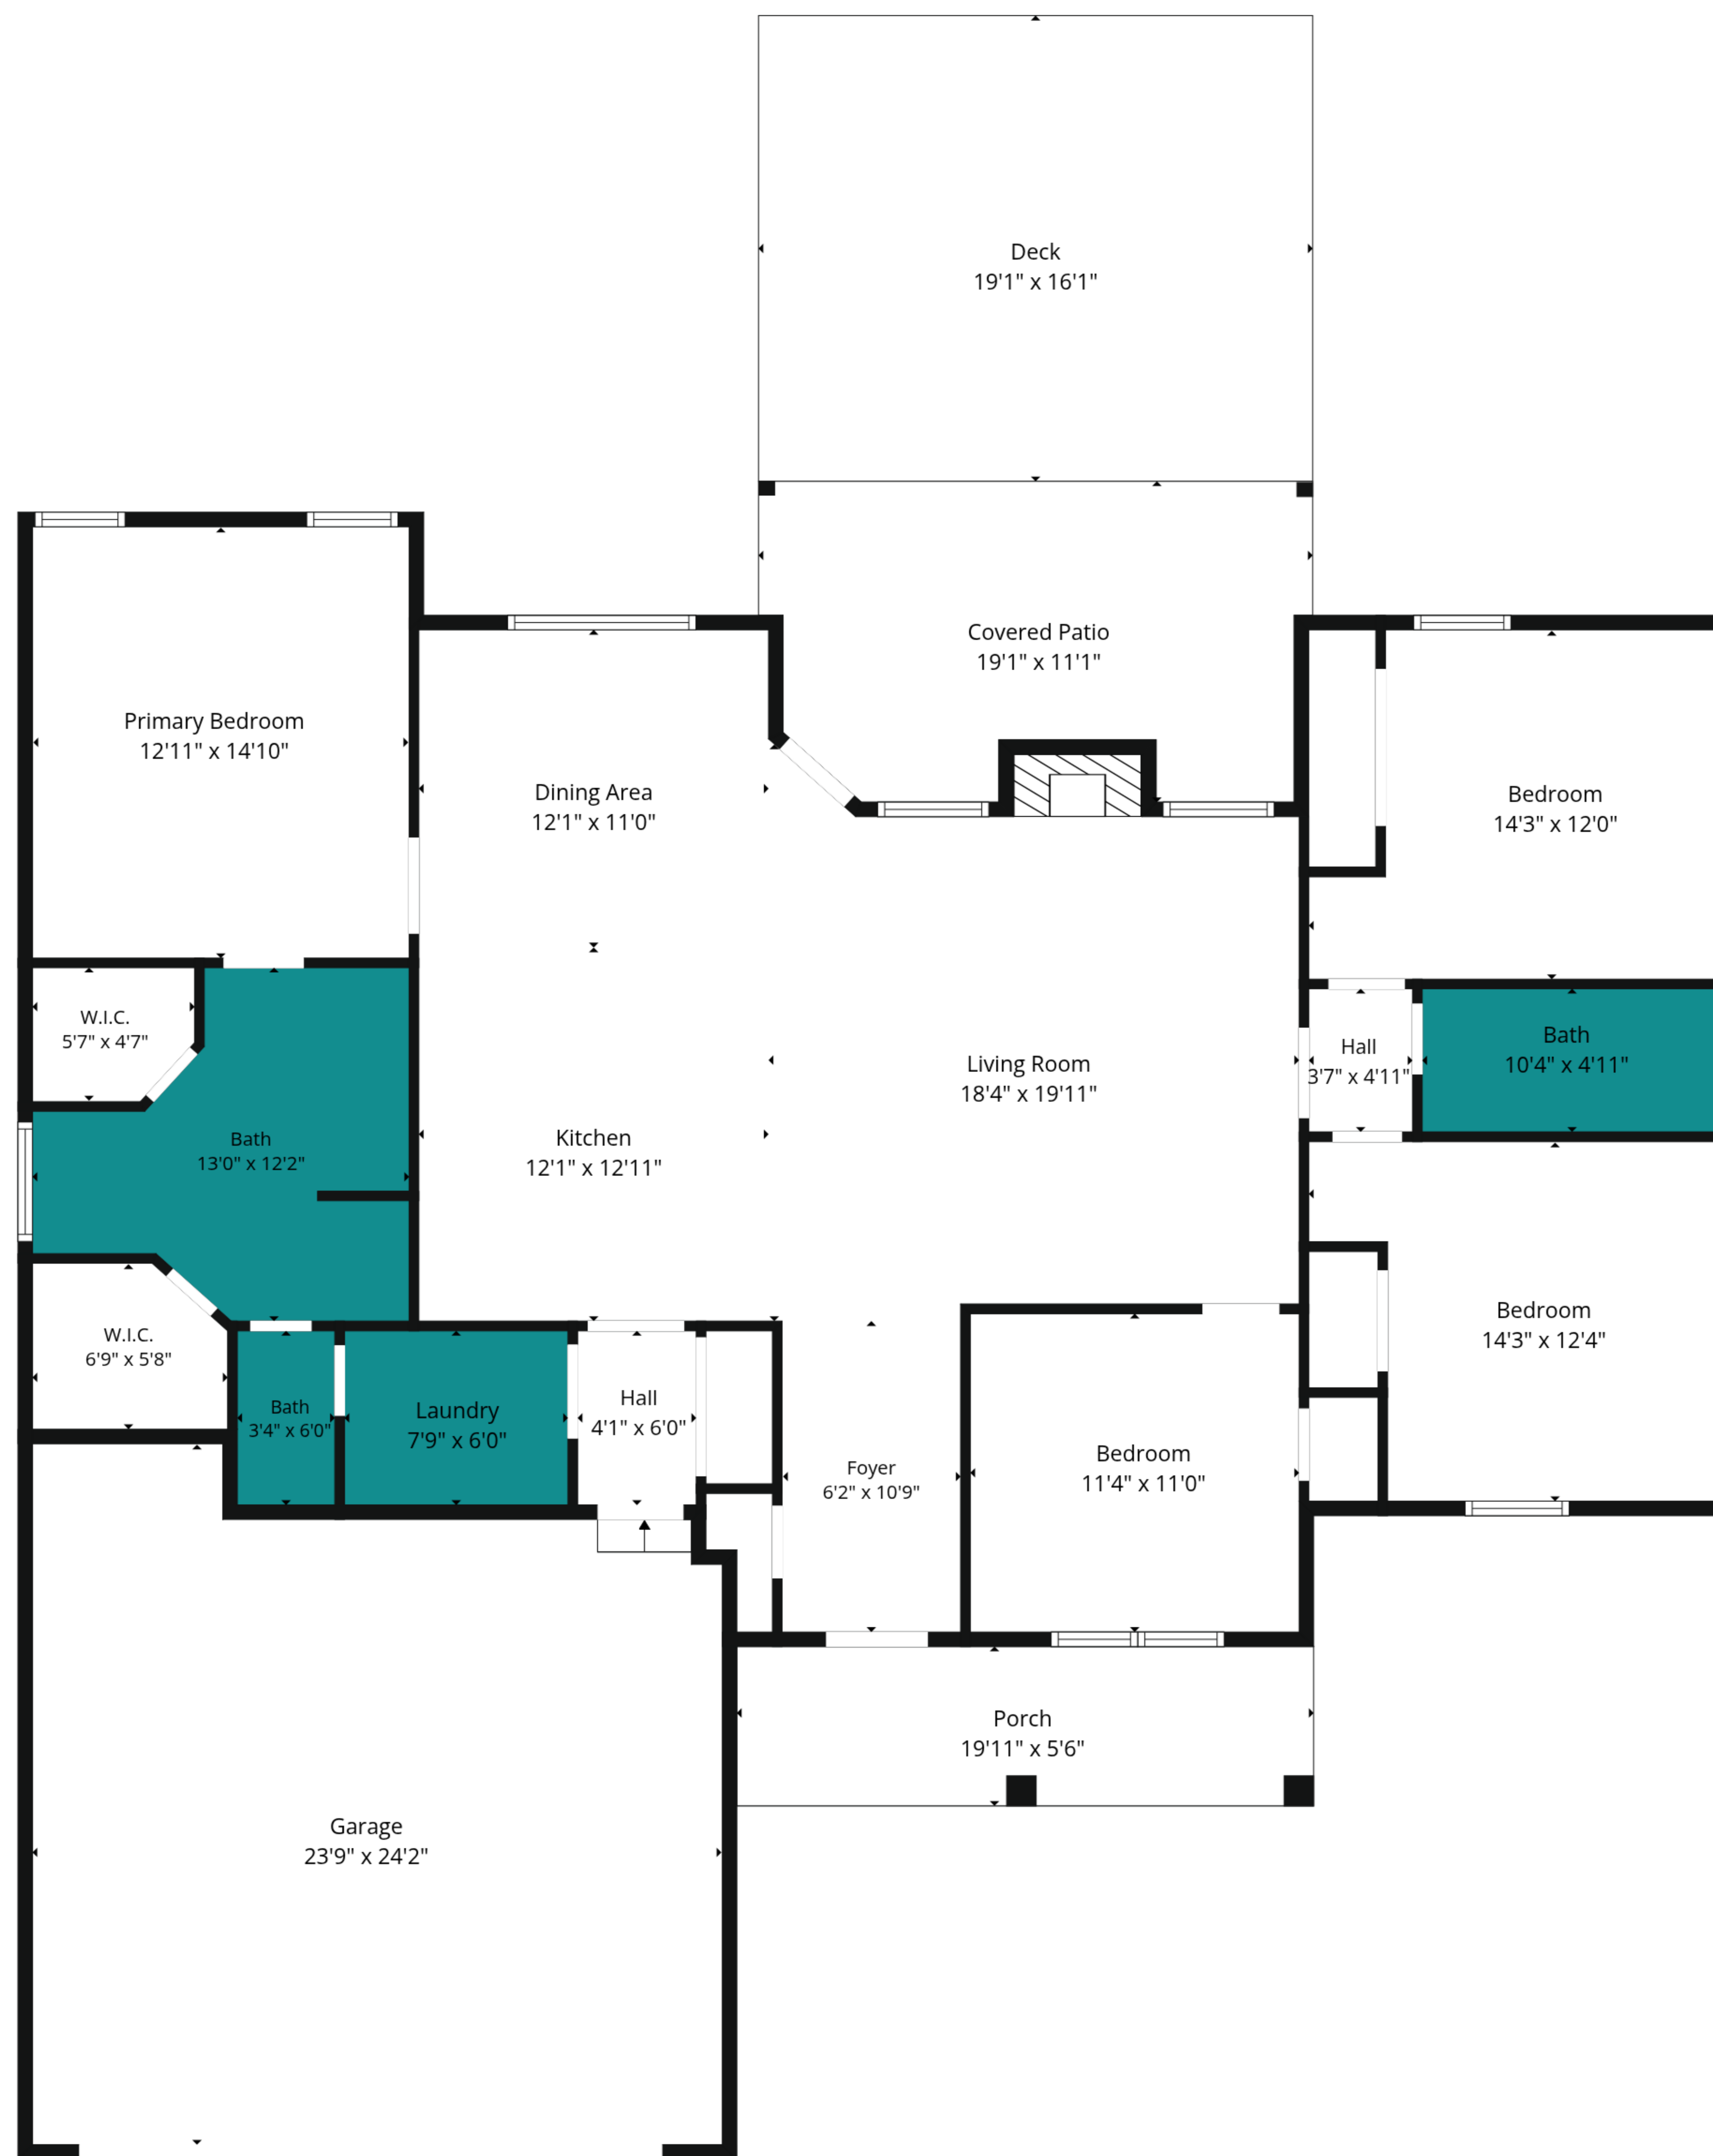 Deck
19'1" x 16'1"
Covered Patio
19'1" x 11'1"
Primary Bedroom
12'11" x 14'10"
Dining Area
12'1" x 11'0"
Bedroom
14'3" x 12'0"
W.I.C.
5'7" x 4'7"
Bath
13'0" x 12'2"
Kitchen
12'1" x 12'11"
Living Room
18'4" x 19'11"
Hall
3'7" x 4'11"
Bath
10'4" x 4'11"
W.I.C.
6'9" x 5'8"
Bath
3'4" x 6'0"
Laundry
7'9" x 6'0"
Hall
4'1" x 6'0"
Foyer
6'2" x 10'9"
Bedroom
11'4" x 11'0"
Bedroom
14'3" x 12'4"
Porch
19'11" x 5'6"
Garage
23'9" x 24'2"